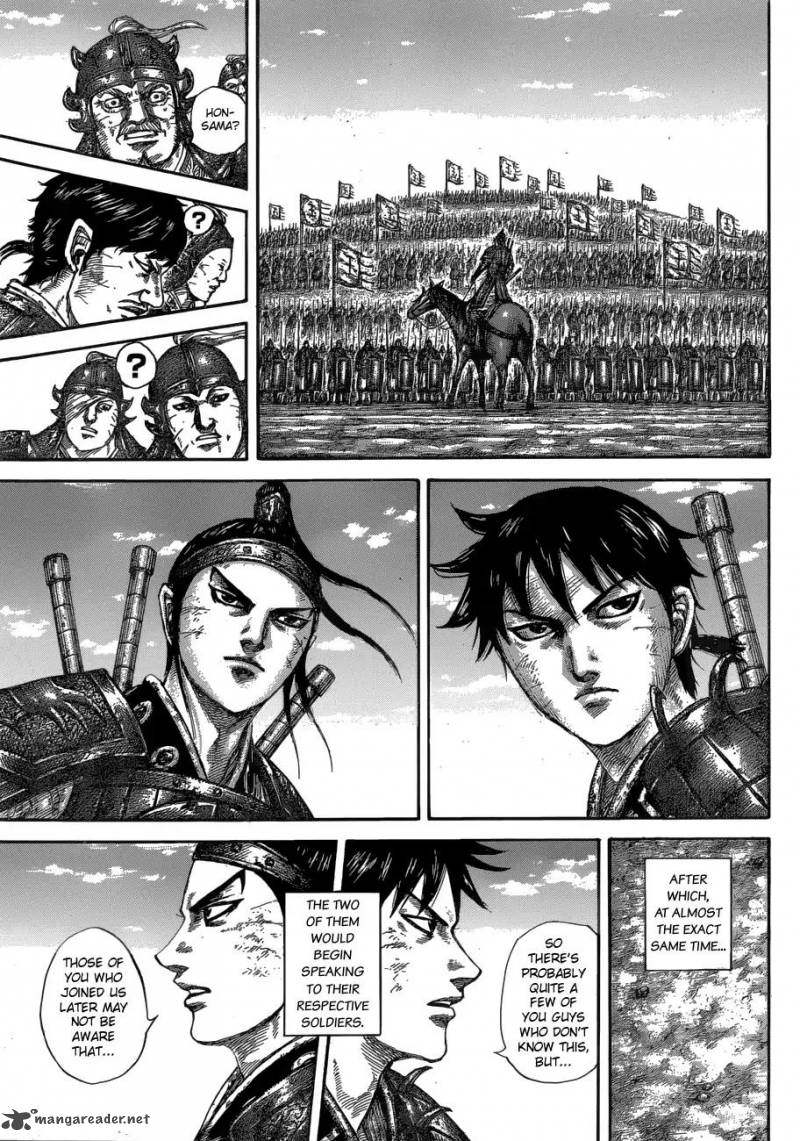 HON-
SAMA?
?
?
AFTER
WHICH,
AT ALMOST
THE EXACT
SAME TIME...
SO
THERE'S
PROBABLY
QUITE A
FEW OF
YOU GUYS
WHO DON'T
KNOW THIS,
BUT...
THE TWO
OF THEM
WOULD
BEGIN
SPEAKING
TO THEIR
RESPECTIVE
SOLDIERS.
THOSE OF
YOU WHO
JOINED US
LATER MAY
NOT BE
AWARE
THAT...
mangareader.net